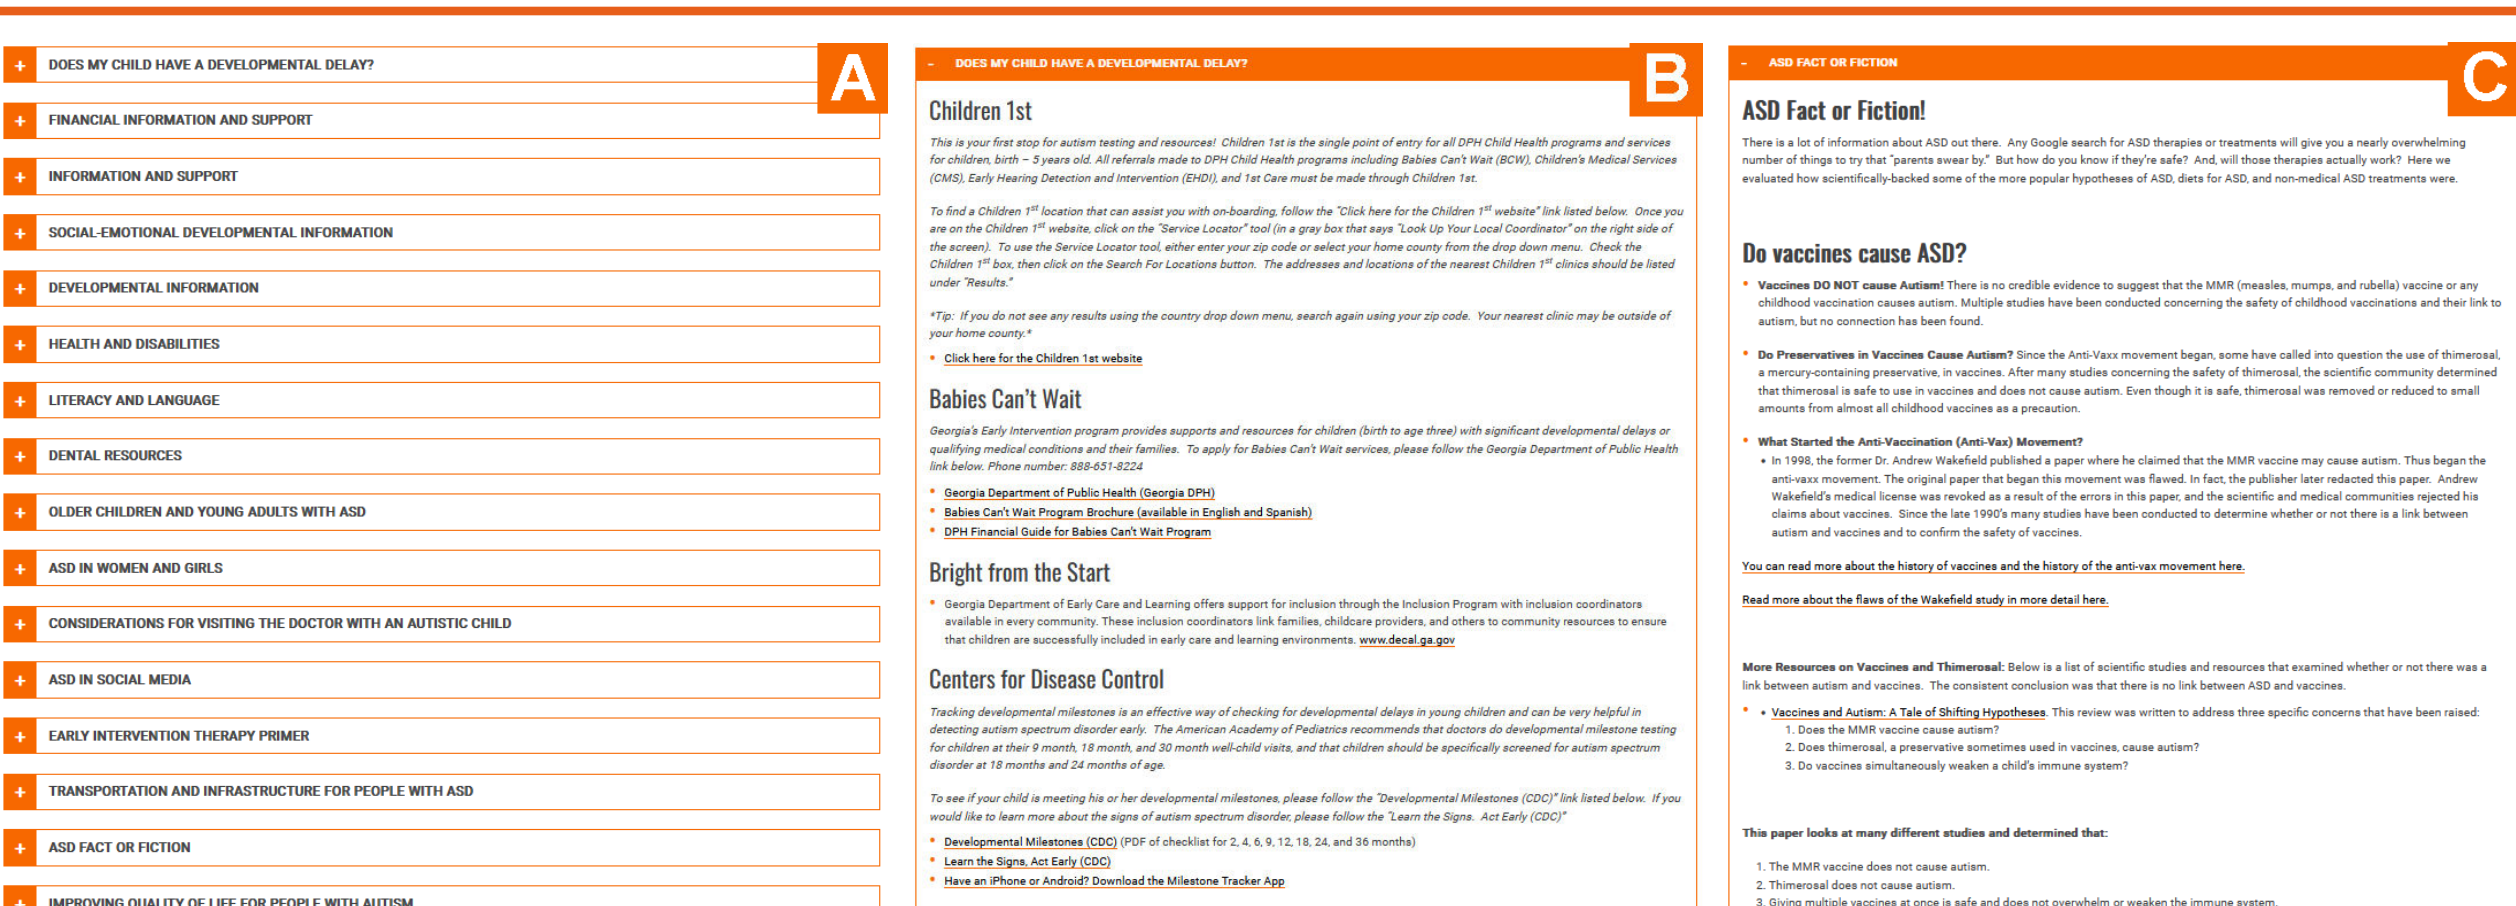 + DOES MY CHILD HAVE A DEVELOPMENTAL DELAY?
A
+ FINANCIAL INFORMATION AND SUPPORT
+ INFORMATION AND SUPPORT
+ SOCIAL-EMOTIONAL DEVELOPMENTAL INFORMATION
+ DEVELOPMENTAL INFORMATION
+ HEALTH AND DISABILITIES
+ LITERACY AND LANGUAGE
+ DENTAL RESOURCES
+ OLDER CHILDREN AND YOUNG ADULTS WITH ASD
+ ASD IN WOMEN AND GIRLS
+ CONSIDERATIONS FOR VISITING THE DOCTOR WITH AN AUTISTIC CHILD
+ ASD IN SOCIAL MEDIA
+ EARLY INTERVENTION THERAPY PRIMER
+ TRANSPORTATION AND INFRASTRUCTURE FOR PEOPLE WITH ASD
+ ASD FACT OR FICTION
+ IMPROVING QUALITY OF LIFE FOR PEOPLE WITH AUTISM
- DOES MY CHILD HAVE A DEVELOPMENTAL DELAY?
B
Children 1st
This is your first stop for autism testing and resources! Children 1st is the single point of entry for all DPH Child Health programs and services
for children, birth – 5 years old. All referrals made to DPH Child Health programs including Babies Can't Wait (BCW), Children's Medical Services
(CMS), Early Hearing Detection and Intervention (EHDI), and 1st Care must be made through Children 1st.
To find a Children 1st location that can assist you with on-boarding, follow the "Click here for the Children 1st website" link listed below. Once you
are on the Children 1st website, click on the "Service Locator" tool (in a gray box that says "Look Up Your Local Coordinator" on the right side of
the screen). To use the Service Locator tool, either enter your zip code or select your home county from the drop down menu. Check the
Children 1st box, then click on the Search For Locations button. The addresses and locations of the nearest Children 1st clinics should be listed
under "Results."
*Tip: If you do not see any results using the country drop down menu, search again using your zip code. Your nearest clinic may be outside of
your home county.*
• Click here for the Children 1st website
Babies Can't Wait
Georgia's Early Intervention program provides supports and resources for children (birth to age three) with significant developmental delays or
qualifying medical conditions and their families. To apply for Babies Can't Wait services, please follow the Georgia Department of Public Health
link below. Phone number: 888-651-8224
• Georgia Department of Public Health (Georgia DPH)
• Babies Can't Wait Program Brochure (available in English and Spanish)
• DPH Financial Guide for Babies Can't Wait Program
Bright from the Start
• Georgia Department of Early Care and Learning offers support for inclusion through the Inclusion Program with inclusion coordinators
available in every community. These inclusion coordinators link families, childcare providers, and others to community resources to ensure
that children are successfully included in early care and learning environments. www.decal.ga.gov
Centers for Disease Control
Tracking developmental milestones is an effective way of checking for developmental delays in young children and can be very helpful in
detecting autism spectrum disorder early. The American Academy of Pediatrics recommends that doctors do developmental milestone testing
for children at their 9 month, 18 month, and 30 month well-child visits, and that children should be specifically screened for autism spectrum
disorder at 18 months and 24 months of age.
To see if your child is meeting his or her developmental milestones, please follow the "Developmental Milestones (CDC)" link listed below. If you
would like to learn more about the signs of autism spectrum disorder, please follow the "Learn the Signs. Act Early (CDC)"
• Developmental Milestones (CDC) (PDF of checklist for 2, 4, 6, 9, 12, 18, 24, and 36 months)
• Learn the Signs, Act Early (CDC)
• Have an iPhone or Android? Download the Milestone Tracker App
- ASD FACT OR FICTION
C
ASD Fact or Fiction!
There is a lot of information about ASD out there. Any Google search for ASD therapies or treatments will give you a nearly overwhelming
number of things to try that "parents swear by." But how do you know if they're safe? And, will those therapies actually work? Here we
evaluated how scientifically-backed some of the more popular hypotheses of ASD, diets for ASD, and non-medical ASD treatments were.
Do vaccines cause ASD?
• Vaccines DO NOT cause Autism! There is no credible evidence to suggest that the MMR (measles, mumps, and rubella) vaccine or any
childhood vaccination causes autism. Multiple studies have been conducted concerning the safety of childhood vaccinations and their link to
autism, but no connection has been found.
• Do Preservatives in Vaccines Cause Autism? Since the Anti-Vaxx movement began, some have called into question the use of thimerosal,
a mercury-containing preservative, in vaccines. After many studies concerning the safety of thimerosal, the scientific community determined
that thimerosal is safe to use in vaccines and does not cause autism. Even though it is safe, thimerosal was removed or reduced to small
amounts from almost all childhood vaccines as a precaution.
• What Started the Anti-Vaccination (Anti-Vax) Movement?
• In 1998, the former Dr. Andrew Wakefield published a paper where he claimed that the MMR vaccine may cause autism. Thus began the
anti-vaxx movement. The original paper that began this movement was flawed. In fact, the publisher later redacted this paper. Andrew
Wakefield's medical license was revoked as a result of the errors in this paper, and the scientific and medical communities rejected his
claims about vaccines. Since the late 1990's many studies have been conducted to determine whether or not there is a link between
autism and vaccines and to confirm the safety of vaccines.
You can read more about the history of vaccines and the history of the anti-vax movement here.
Read more about the flaws of the Wakefield study in more detail here.
More Resources on Vaccines and Thimerosal: Below is a list of scientific studies and resources that examined whether or not there was a
link between autism and vaccines. The consistent conclusion was that there is no link between ASD and vaccines.
• • Vaccines and Autism: A Tale of Shifting Hypotheses. This review was written to address three specific concerns that have been raised:
1. Does the MMR vaccine cause autism?
2. Does thimerosal, a preservative sometimes used in vaccines, cause autism?
3. Do vaccines simultaneously weaken a child's immune system?
This paper looks at many different studies and determined that:
1. The MMR vaccine does not cause autism.
2. Thimerosal does not cause autism.
3. Giving multiple vaccines at once is safe and does not overwhelm or weaken the immune system.